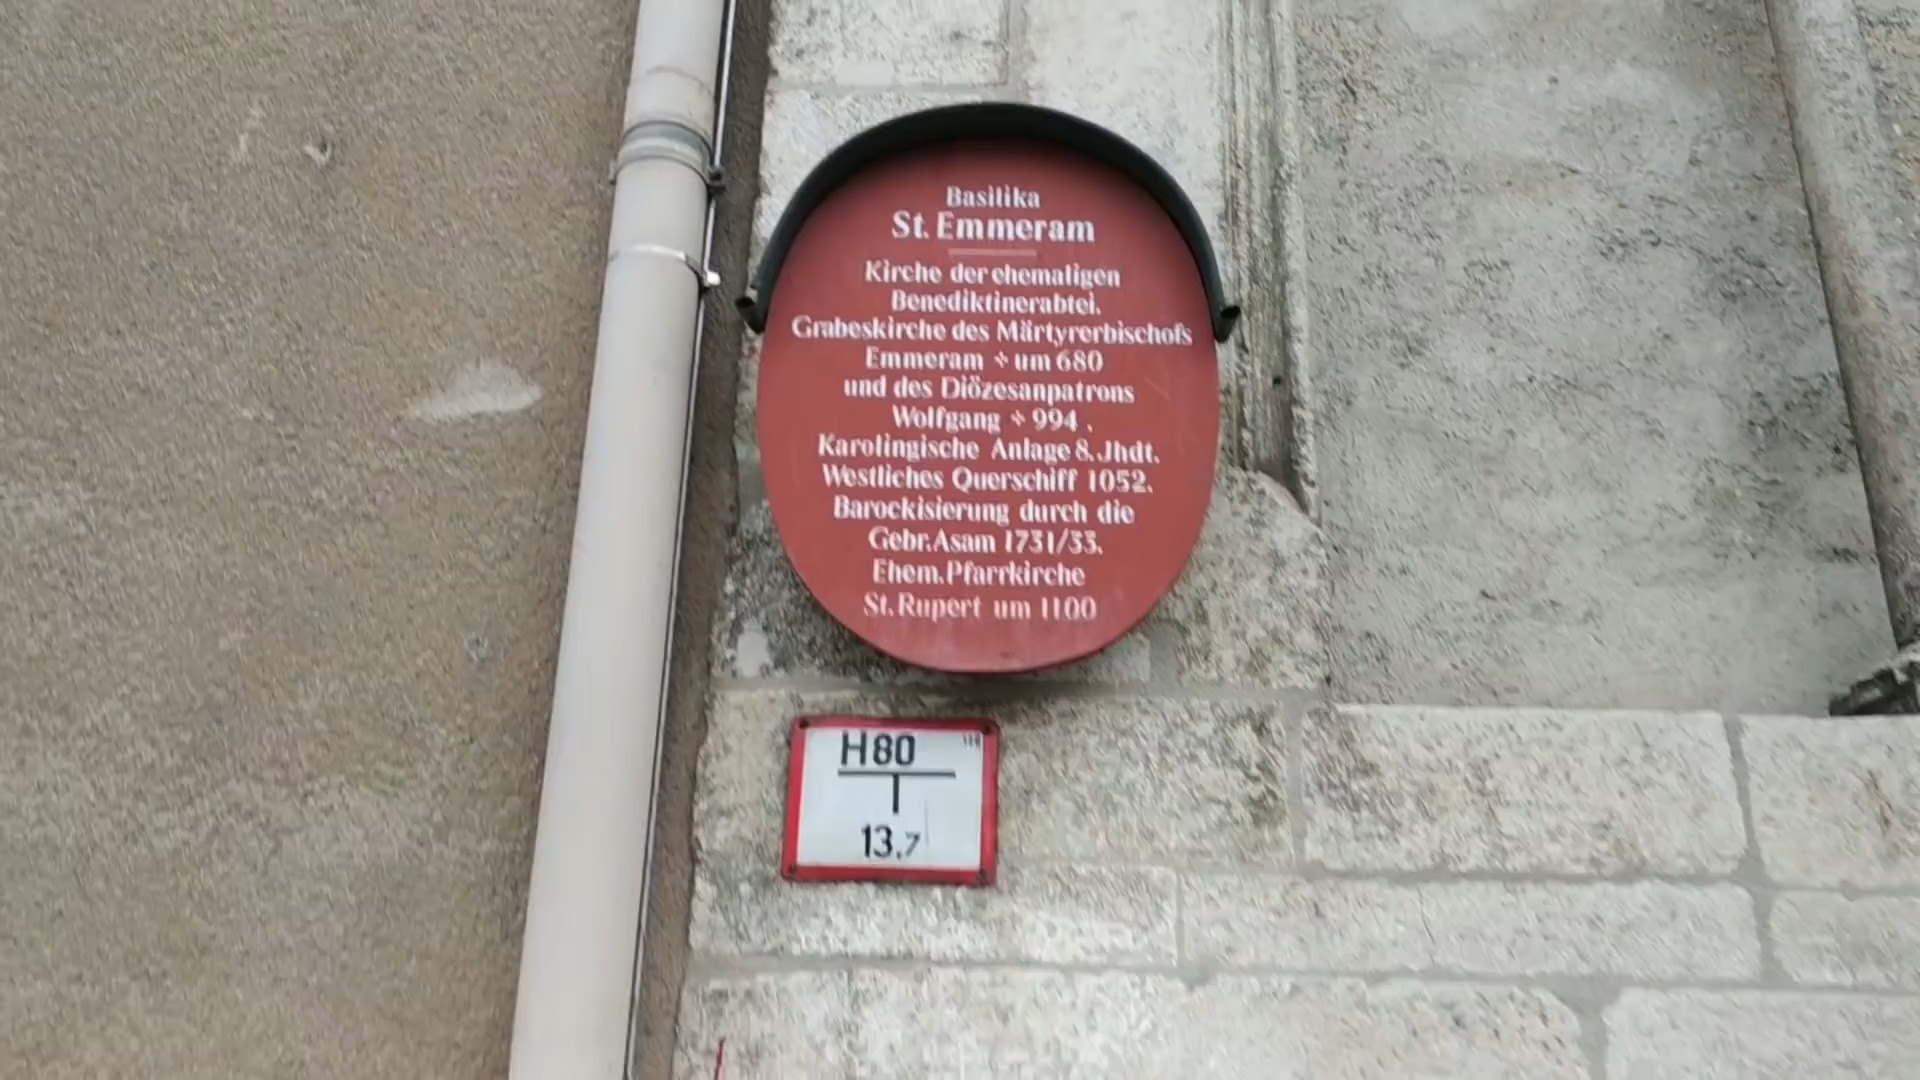 Basilika
St. Emmeram
Kirche der ehemaligen
Benediktinerabtei.
Grabeskirche des Märtyrerbischofs
Emmeram ÷ um 680
und des Diözesanpatrons
Wolfgang ÷ 994 .
Karolingische Anlage 8. Jhdt.
Westliches Querschiff 1052.
Barockisierung durch die
Gebr. Asam 1731/33.
Ehem. Pfarrkirche
St. Rupert um 1100
H80
13,7